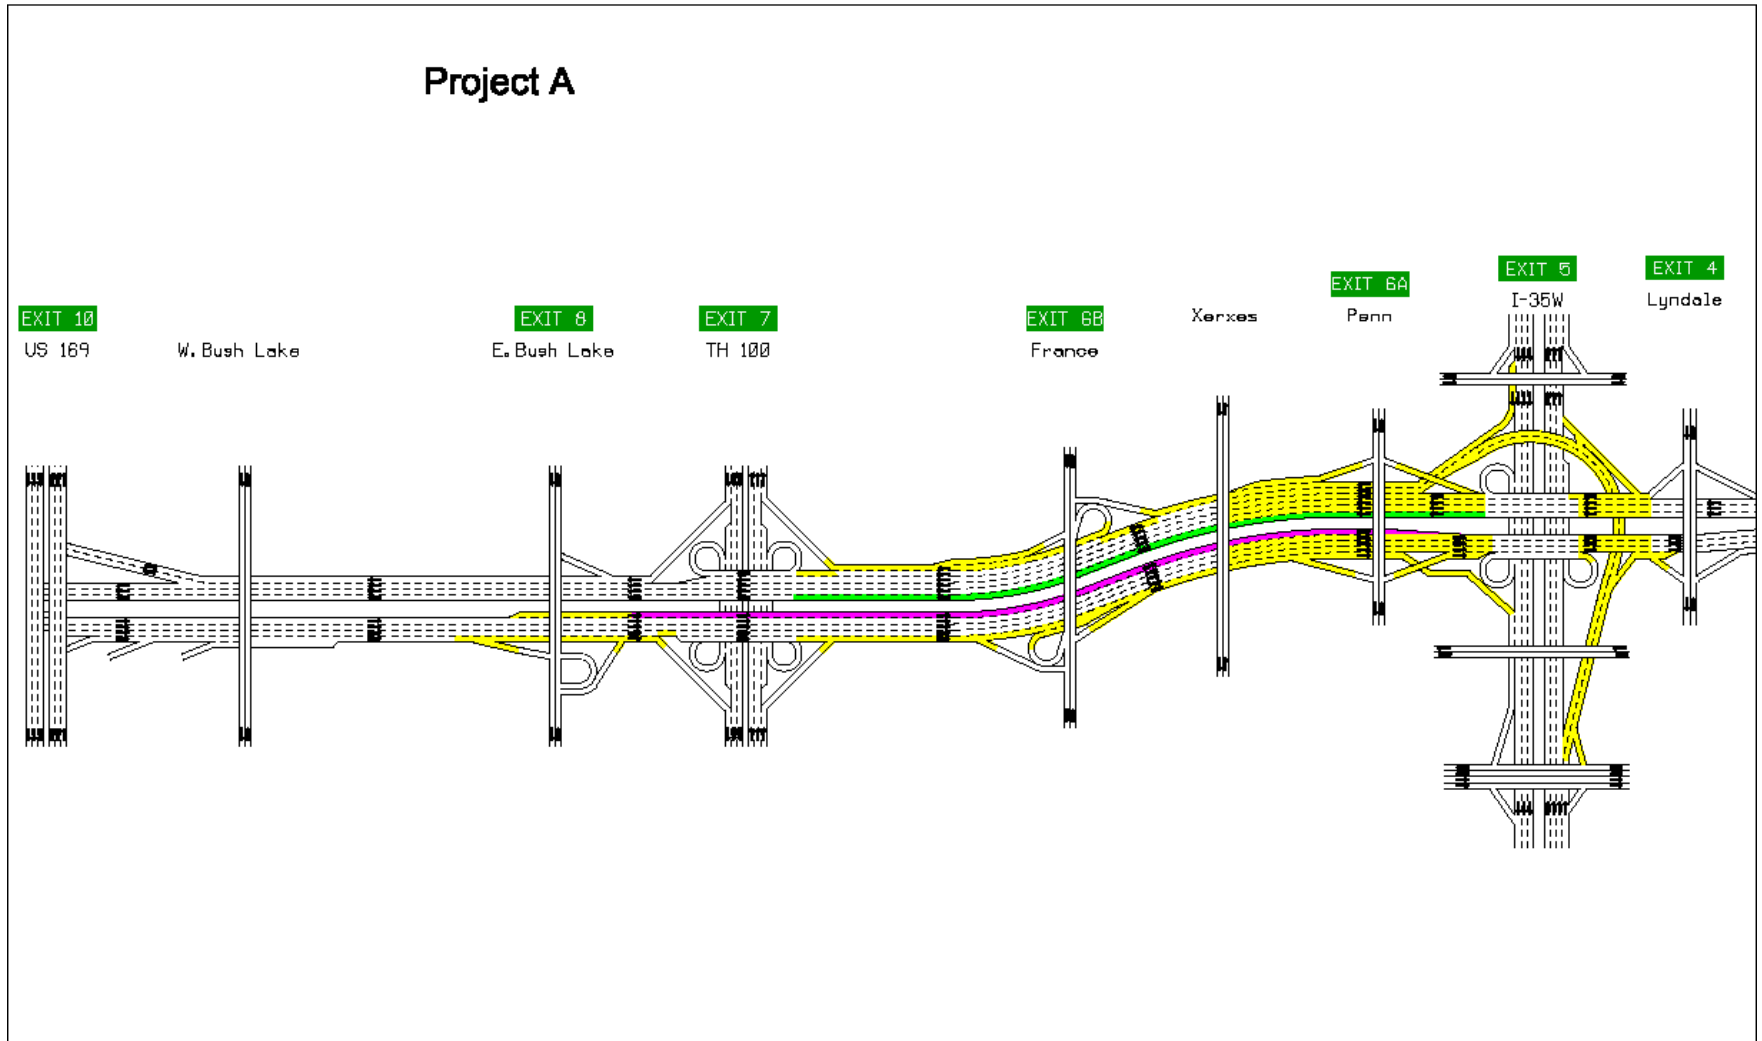 Project A
EXIT 10
US 169
W. Bush Lake
EXIT 8
E. Bush Lake
EXIT 7
TH 100
EXIT 6B
France
Xerxes
EXIT 6A
Penn
EXIT 5
I-35W
EXIT 4
Lyndale